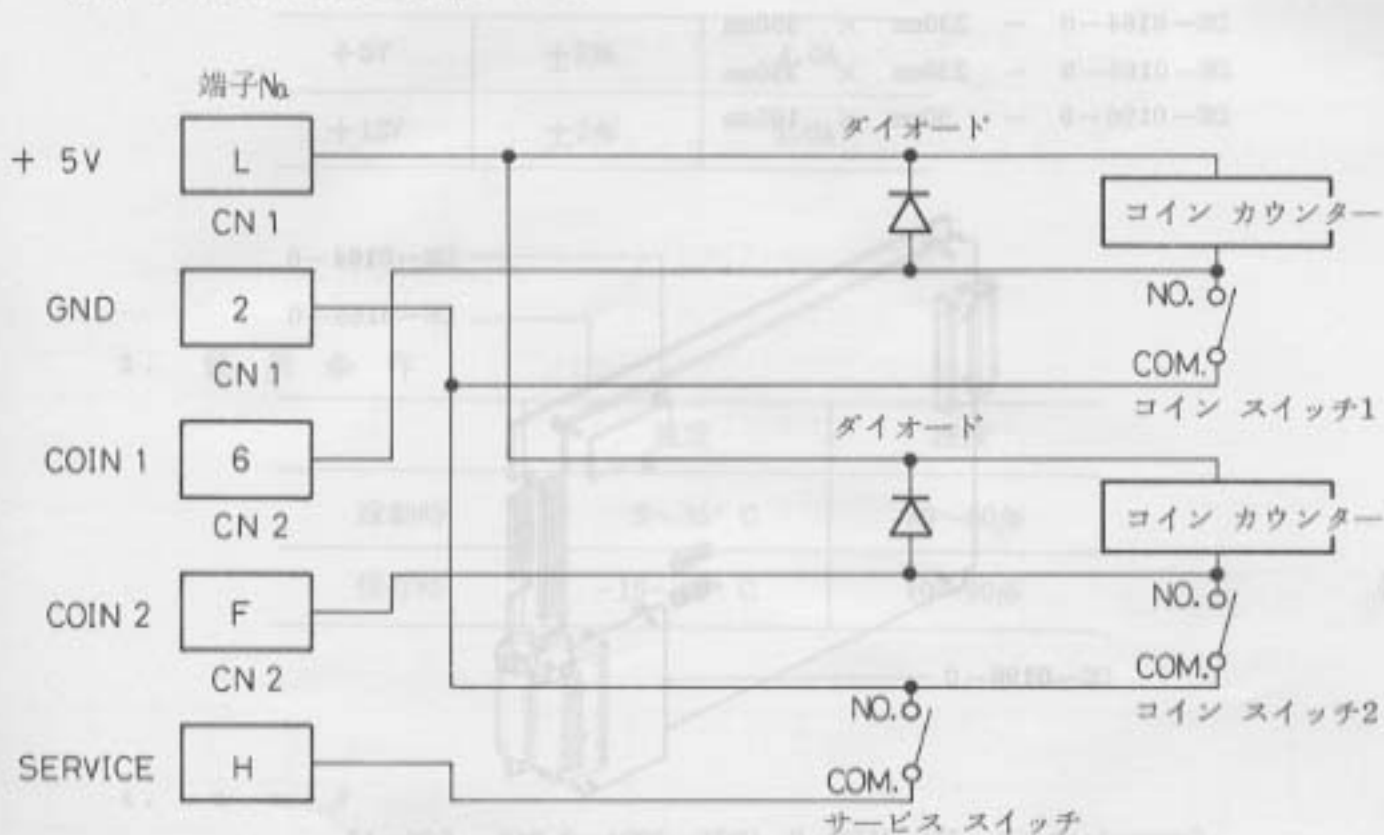 端子No.
+ 5V
L
CN 1
GND
2
CN 1
COIN 1
6
CN 2
COIN 2
F
CN 2
SERVICE
H
ダイオード
コイン カウンター
NO.
COM.
コイン スイッチ1
ダイオード
コイン カウンター
NO.
COM.
コイン スイッチ2
NO.
COM.
サービス スイッチ